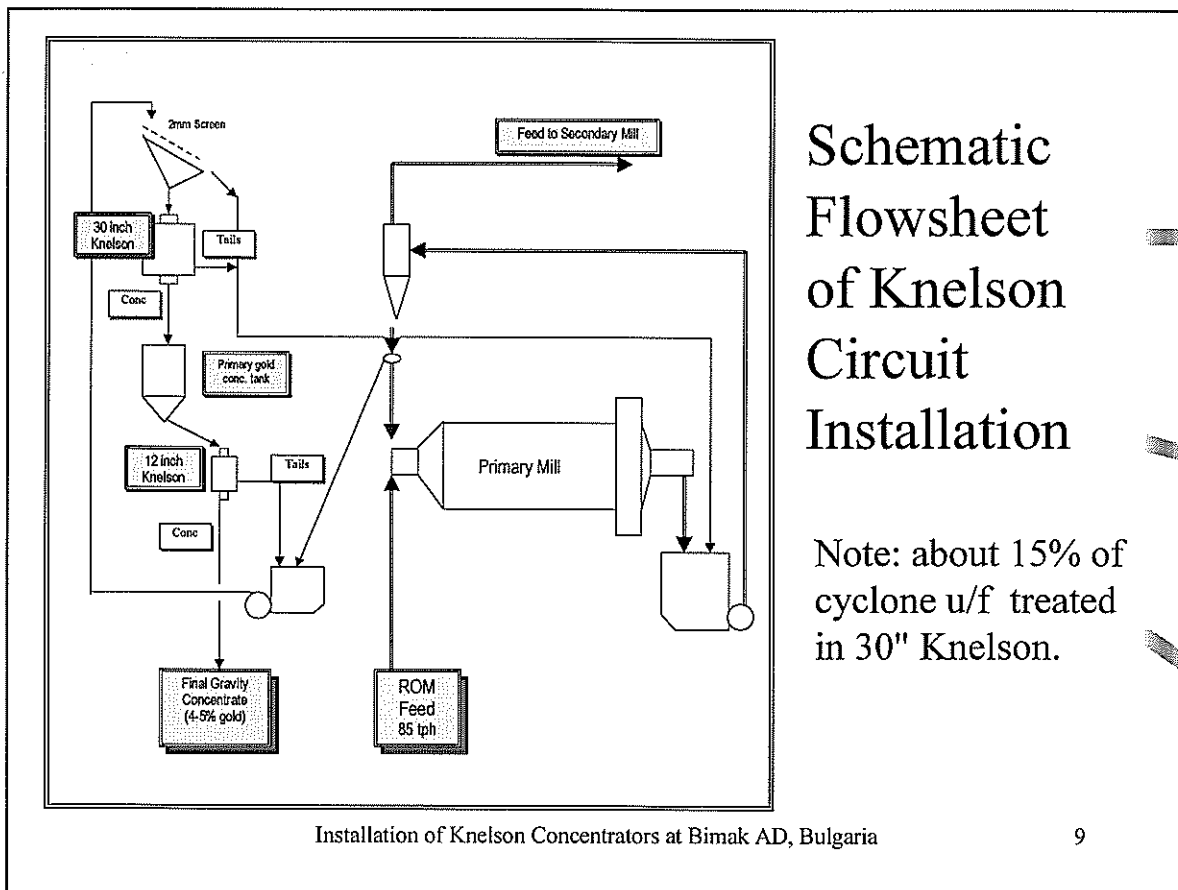 2mm Screen
Feed to Secondary Mill
30 inch
Knelson
Tails
Conc
Primary gold
conc. tank
12 inch
Knelson
Tails
Conc
Primary Mill
Final Gravity
Concentrate
(4-5% gold)
ROM
Feed
85 tph
Schematic
Flowsheet
of Knelson
Circuit
Installation
Note: about 15% of
cyclone u/f treated
in 30" Knelson.
Installation of Knelson Concentrators at Bimak AD, Bulgaria
9